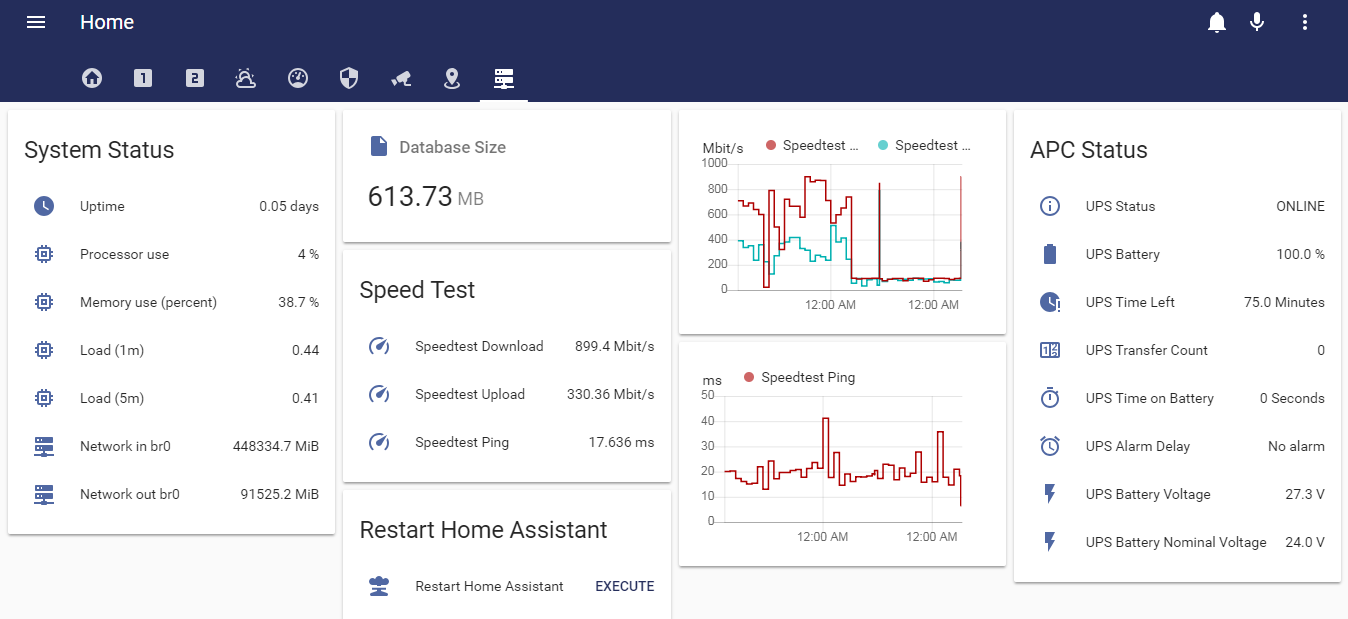 Home
1
2
System Status
Uptime 0.05 days
Processor use 4 %
Memory use (percent) 38.7 %
Load (1m) 0.44
Load (5m) 0.41
Network in br0 448334.7 MiB
Network out br0 91525.2 MiB
Database Size
613.73 MB
Speed Test
Speedtest Download 899.4 Mbit/s
Speedtest Upload 330.36 Mbit/s
Speedtest Ping 17.636 ms
Restart Home Assistant
Restart Home Assistant EXECUTE
Mbit/s Speedtest ... Speedtest ...
1000
800
600
400
200
0
12:00 AM 12:00 AM
ms Speedtest Ping
50
40
30
20
10
0
12:00 AM 12:00 AM
APC Status
UPS Status ONLINE
UPS Battery 100.0 %
UPS Time Left 75.0 Minutes
UPS Transfer Count 0
UPS Time on Battery 0 Seconds
UPS Alarm Delay No alarm
UPS Battery Voltage 27.3 V
UPS Battery Nominal Voltage 24.0 V